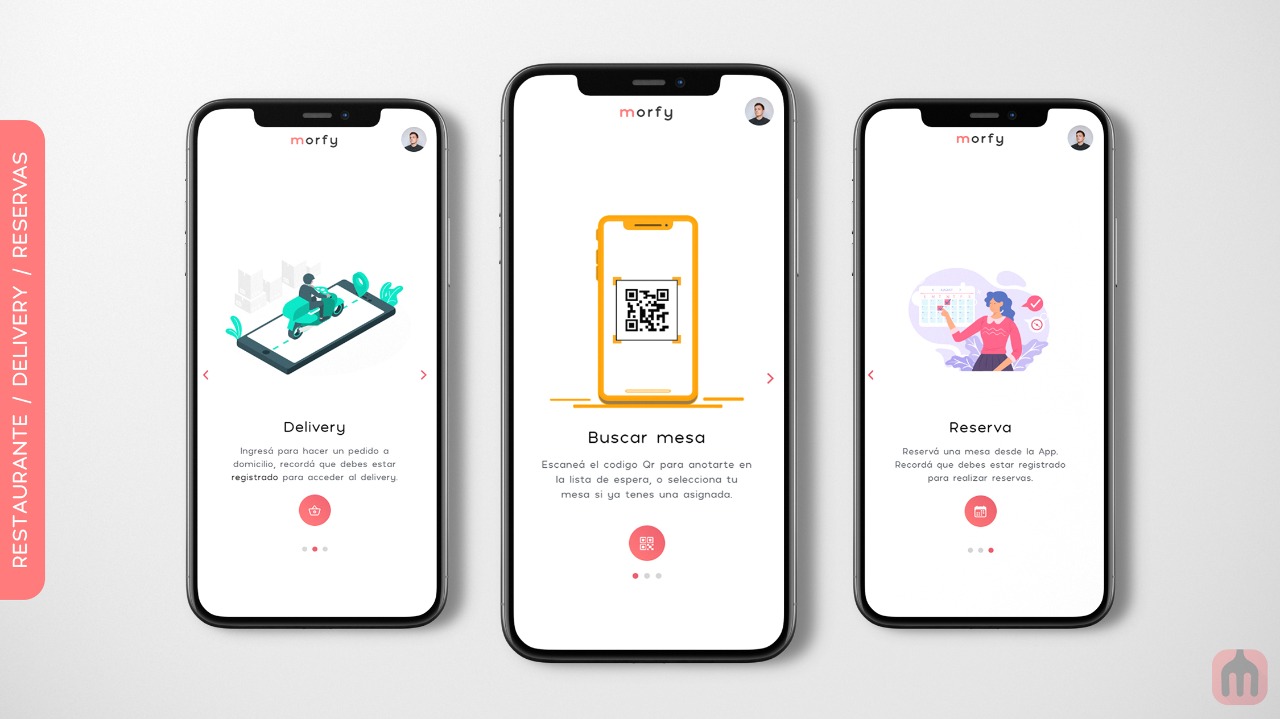 RESTAURANTE / DELIVERY / RESERVAS
morfy
Delivery
Ingresá para hacer un pedido a
domicilio, recordá que debes estar
registrado para acceder al delivery.
morfy
Buscar mesa
Escaneá el codigo Qr para anotarte en
la lista de espera, o selecciona tu
mesa si ya tenes una asignada.
morfy
Reserva
Reservá una mesa desde la App.
Recordá que debes estar registrado
para realizar reservas.